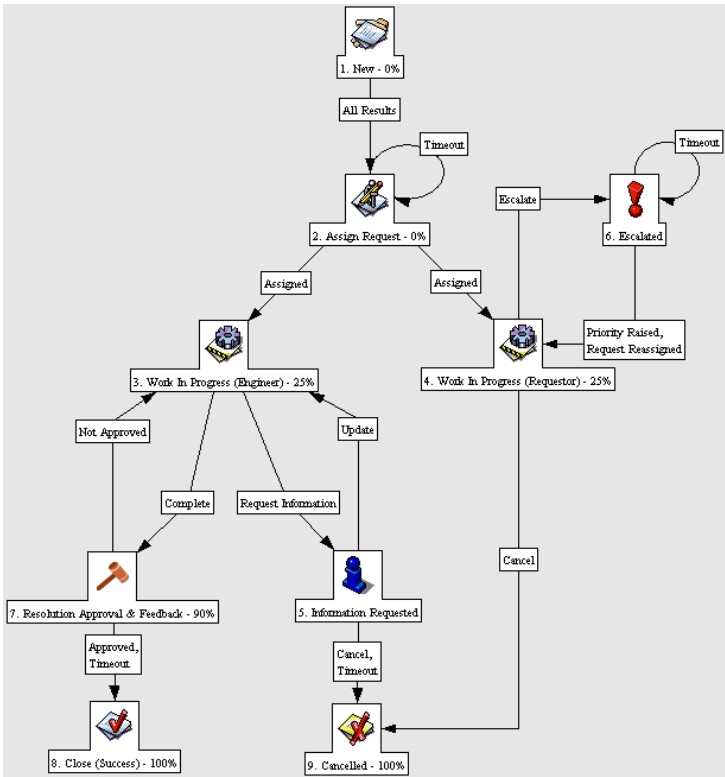 1. New - 0%
All Results
Timeout
Timeout
Escalate
2. Assign Request - 0%
6. Escalated
Assigned
Assigned
Priority Raised,
Request Reassigned
3. Work In Progress (Engineer) - 25%
4. Work In Progress (Requestor) - 25%
Not Approved
Update
Complete
Request Information
Cancel
7. Resolution Approval & Feedback - 90%
5. Information Requested
Approved,
Timeout
Cancel,
Timeout
8. Close (Success) - 100%
9. Cancelled - 100%